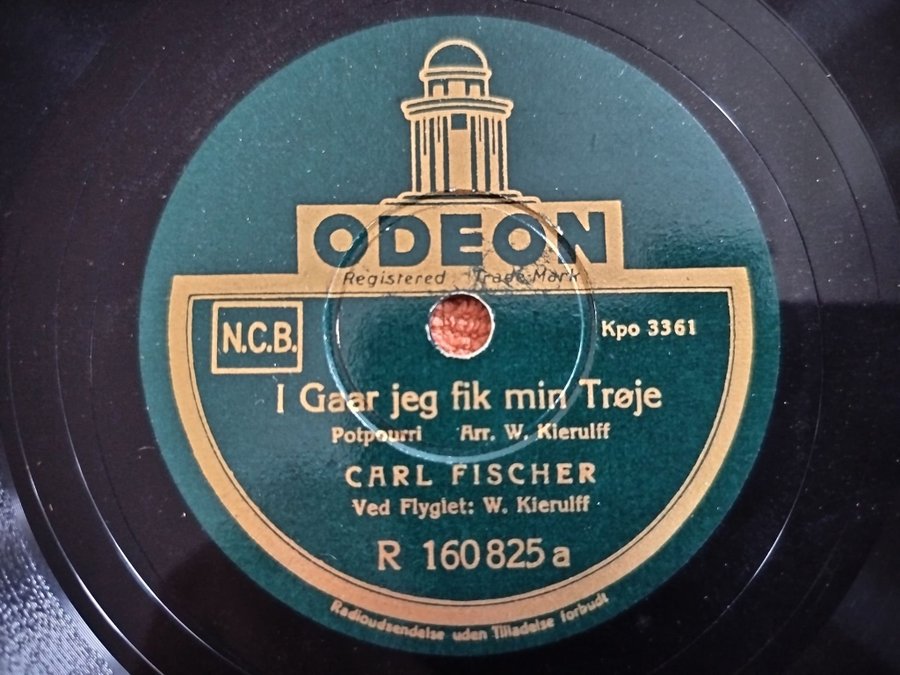 ODEON
Registered Trade-Mark
N.C.B.
Kpo 3361
I Gaar jeg fik min Trøje
Potpourri Arr. W. Kierulff
CARL FISCHER
Ved Flyglet: W. Kierulff
R 160825 a
Radioudsendelse uden Tilladelse forbudt